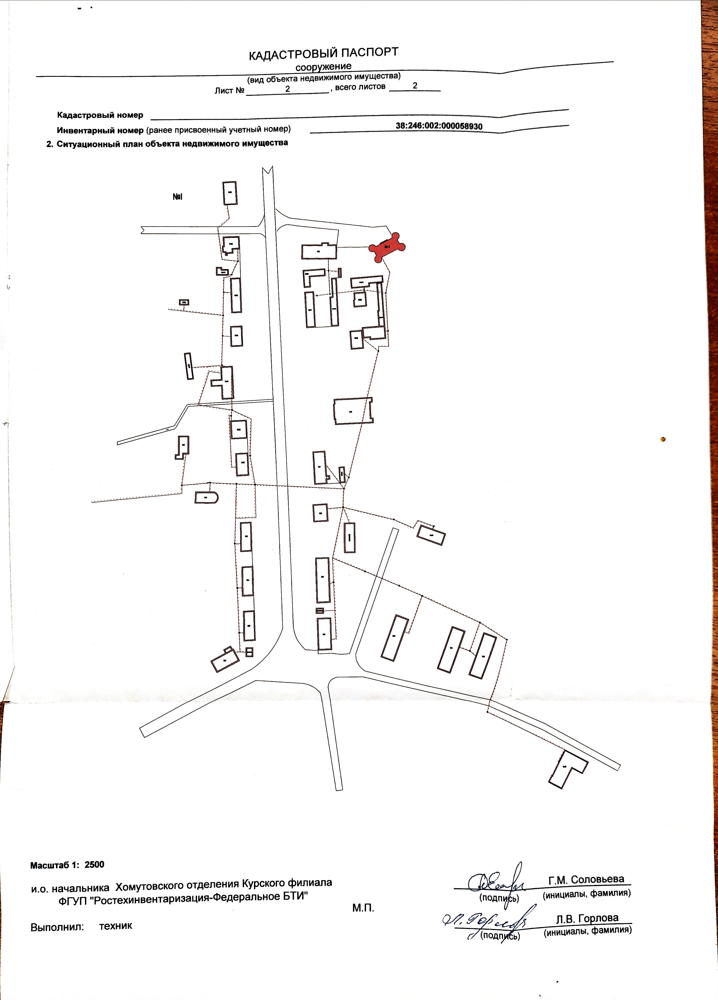 КАДАСТРОВЫЙ ПАСПОРТ
сооружение
(вид объекта недвижимого имущества)
Лист № 2 , всего листов 2
Кадастровый номер
Инвентарный номер (ранее присвоенный учетный номер) 38:246:002:000058930
2. Ситуационный план объекта недвижимого имущества
№I
Масштаб 1: 2500
и.о. начальника Хомутовского отделения Курского филиала
ФГУП "Ростехинвентаризация-Федеральное БТИ"
Г.М. Соловьева
(подпись) (инициалы, фамилия)
М.П.
Выполнил: техник
Л.В. Горлова
(подпись) (инициалы, фамилия)